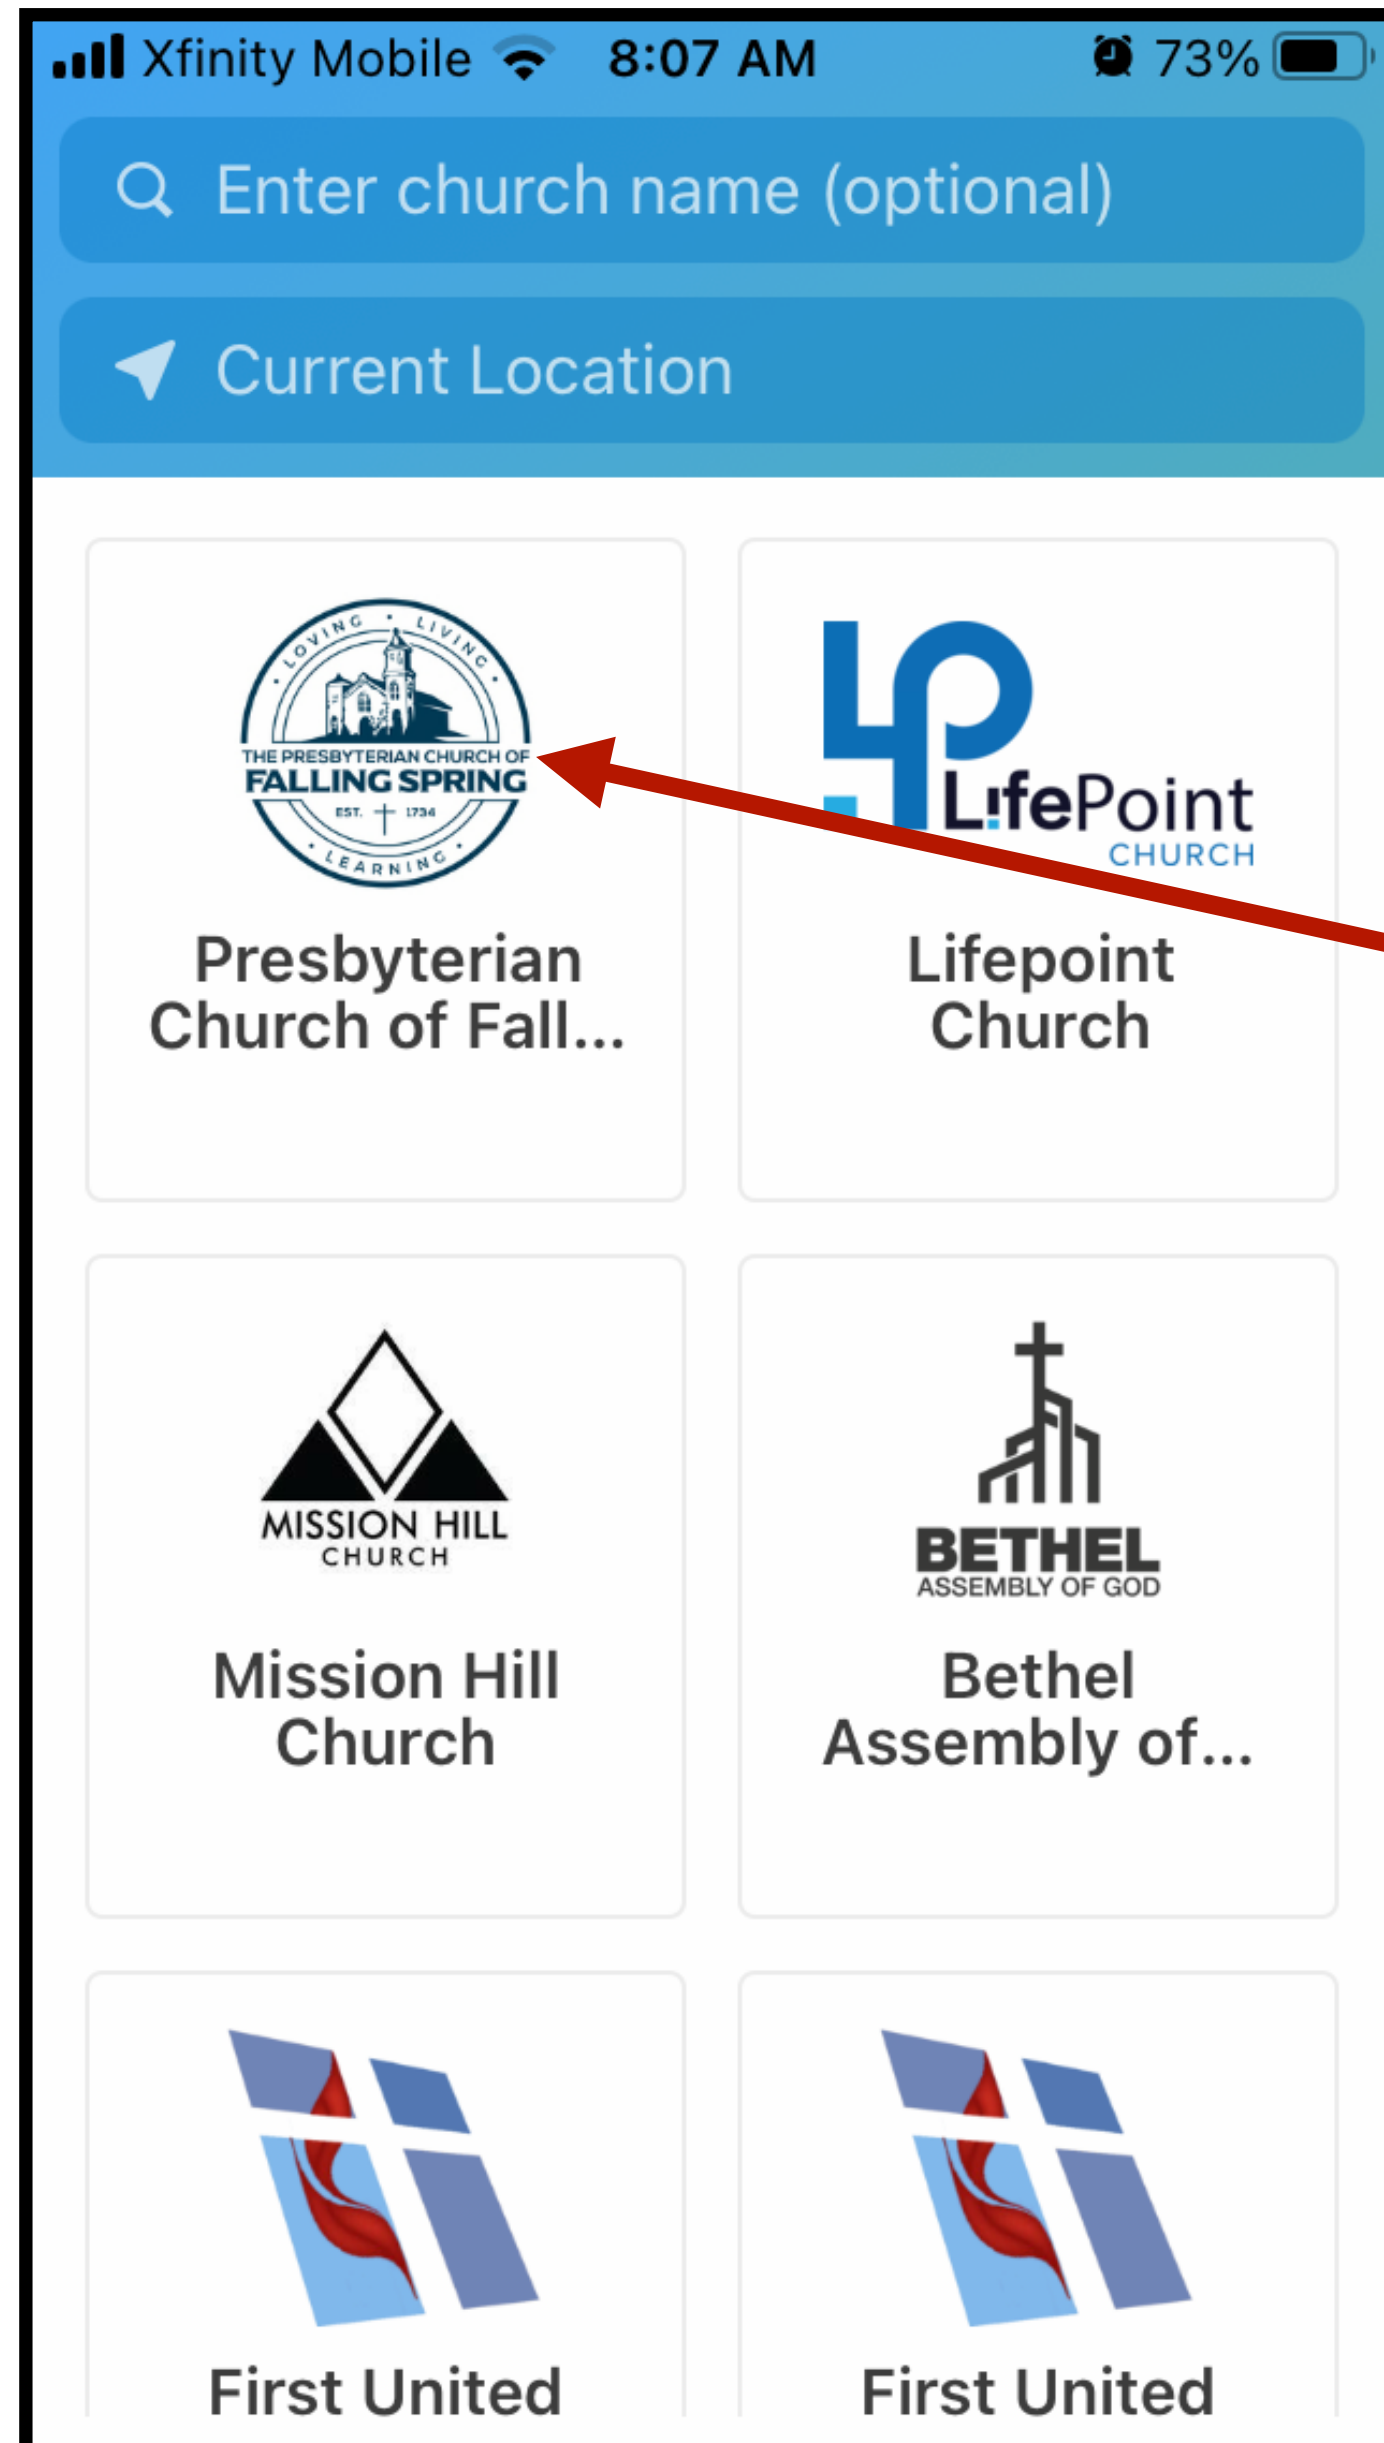 Xfinity Mobile 8:07 AM 73%
Enter church name (optional)
Current Location
LOVING · LIVING
THE PRESBYTERIAN CHURCH OF
FALLING SPRING
EST. 1734
LEARNING
Presbyterian
Church of Fall...
LifePoint
CHURCH
Lifepoint
Church
MISSION HILL
CHURCH
Mission Hill
Church
BETHEL
ASSEMBLY OF GOD
Bethel
Assembly of...
First United
First United